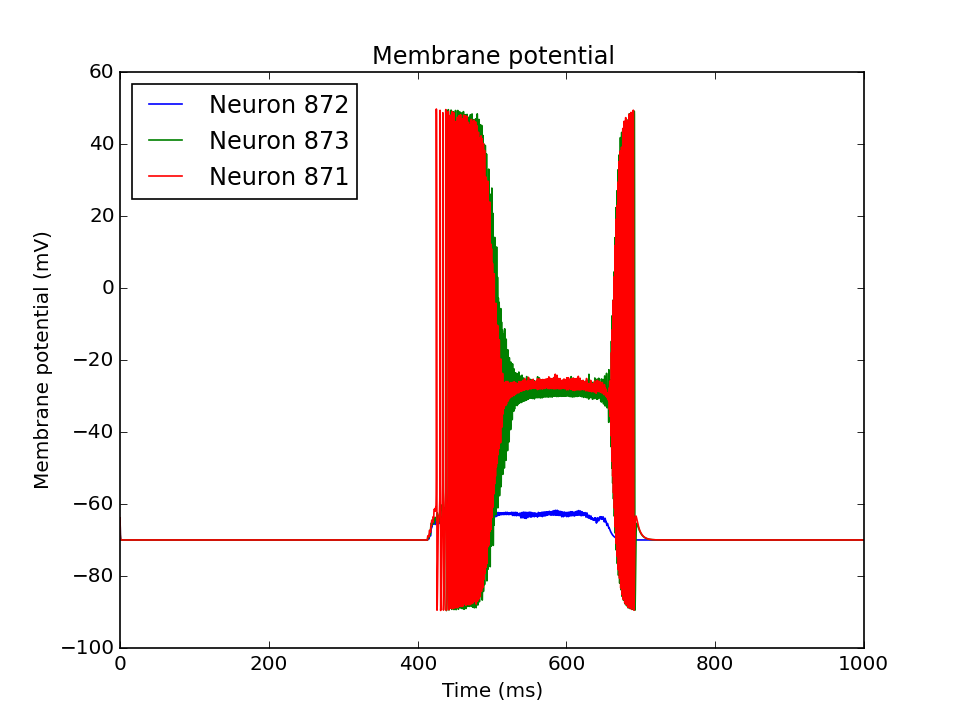 Membrane potential
60
40
20
0
−20
−40
−60
−80
−100
Membrane potential (mV)
Neuron 872
Neuron 873
Neuron 871
0 200 400 600 800 1000
Time (ms)